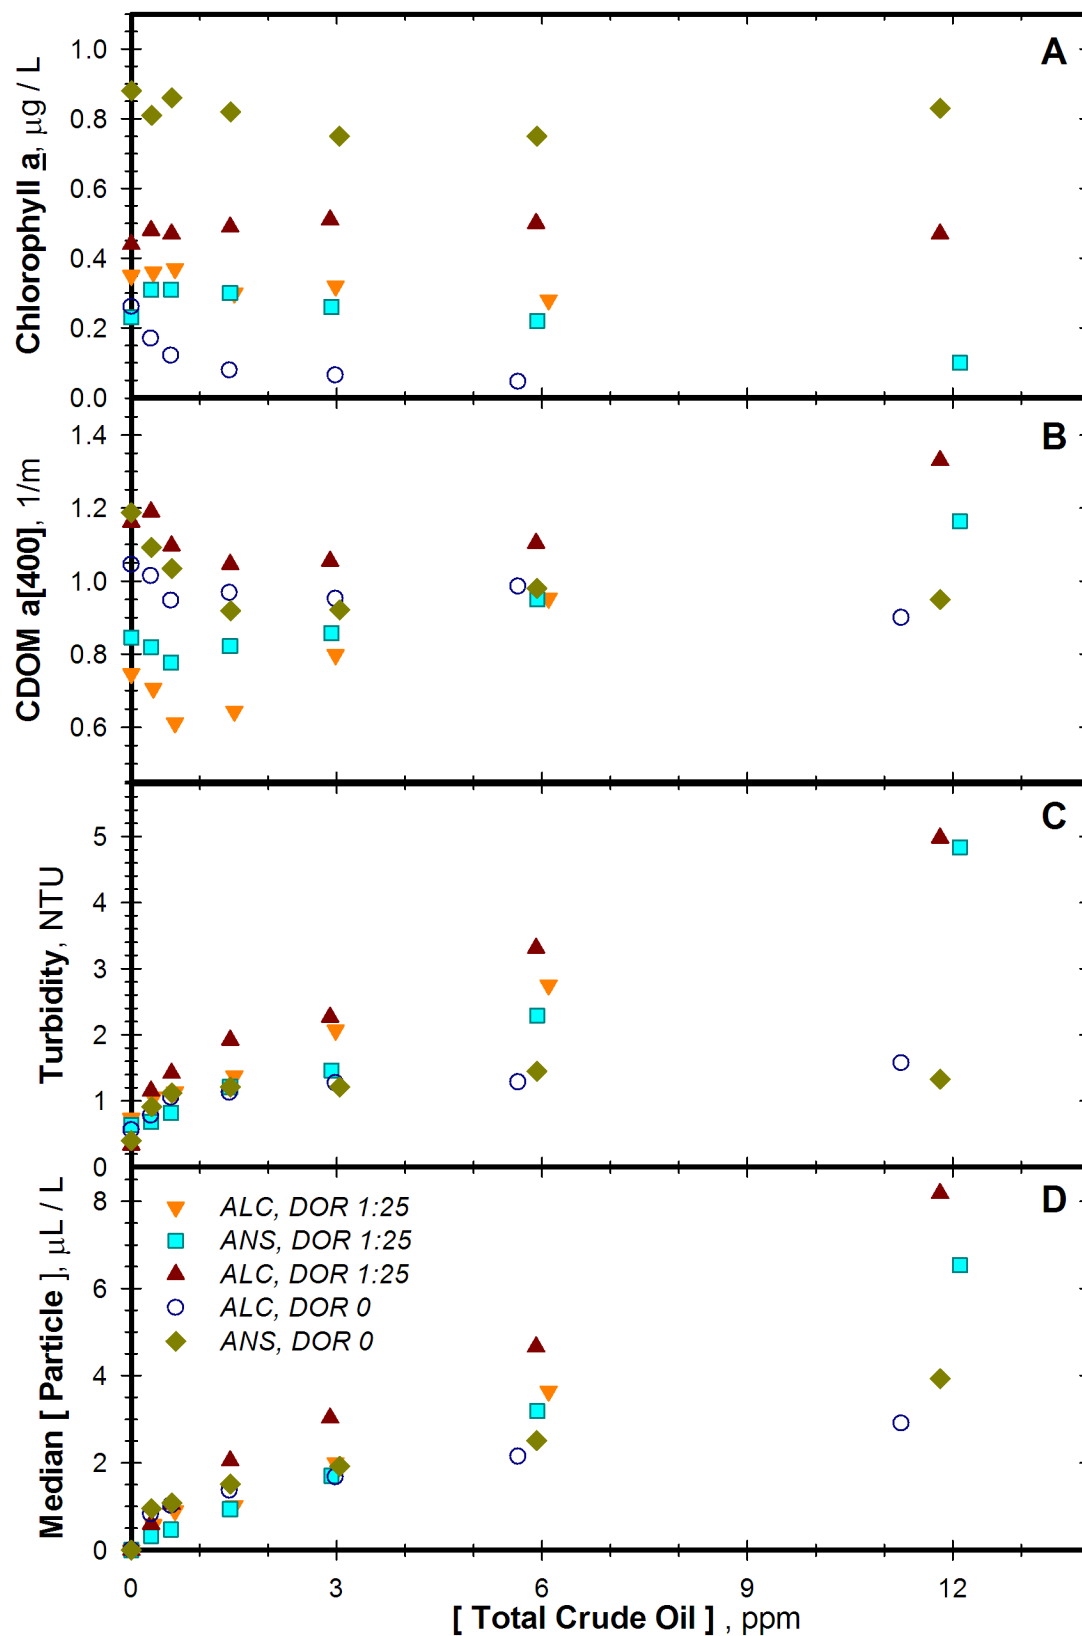 A
Chlorophyll a, μg / L
1.0
0.8
0.6
0.4
0.2
0.0
B
CDOM a[400], 1/m
1.4
1.2
1.0
0.8
0.6
C
Turbidity, NTU
5
4
3
2
1
0
D
Median [ Particle ], μL / L
8
6
4
2
0
ALC, DOR 1:25
ANS, DOR 1:25
ALC, DOR 1:25
ALC, DOR 0
ANS, DOR 0
0 3 6 9 12
[ Total Crude Oil ] , ppm